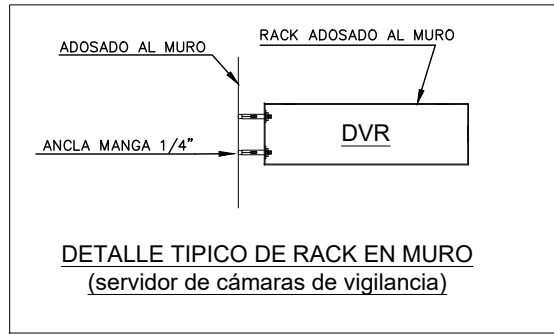 ADOSADO AL MURO
RACK ADOSADO AL MURO
ANCLA MANGA 1/4"
DVR
DETALLE TIPICO DE RACK EN MURO
(servidor de cámaras de vigilancia)